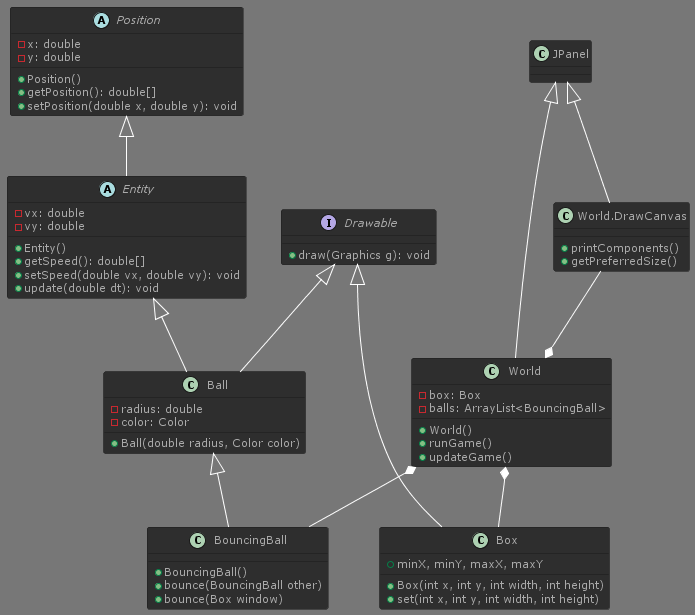 A Position
x: double
y: double
Position()
getPosition(): double[]
setPosition(double x, double y): void
C JPanel
A Entity
vx: double
vy: double
Entity()
getSpeed(): double[]
setSpeed(double vx, double vy): void
update(double dt): void
I Drawable
draw(Graphics g): void
C World.DrawCanvas
printComponents()
getPreferredSize()
C Ball
radius: double
color: Color
Ball(double radius, Color color)
C World
box: Box
balls: ArrayList<BouncingBall>
World()
runGame()
updateGame()
C BouncingBall
BouncingBall()
bounce(BouncingBall other)
bounce(Box window)
C Box
minX, minY, maxX, maxY
Box(int x, int y, int width, int height)
set(int x, int y, int width, int height)